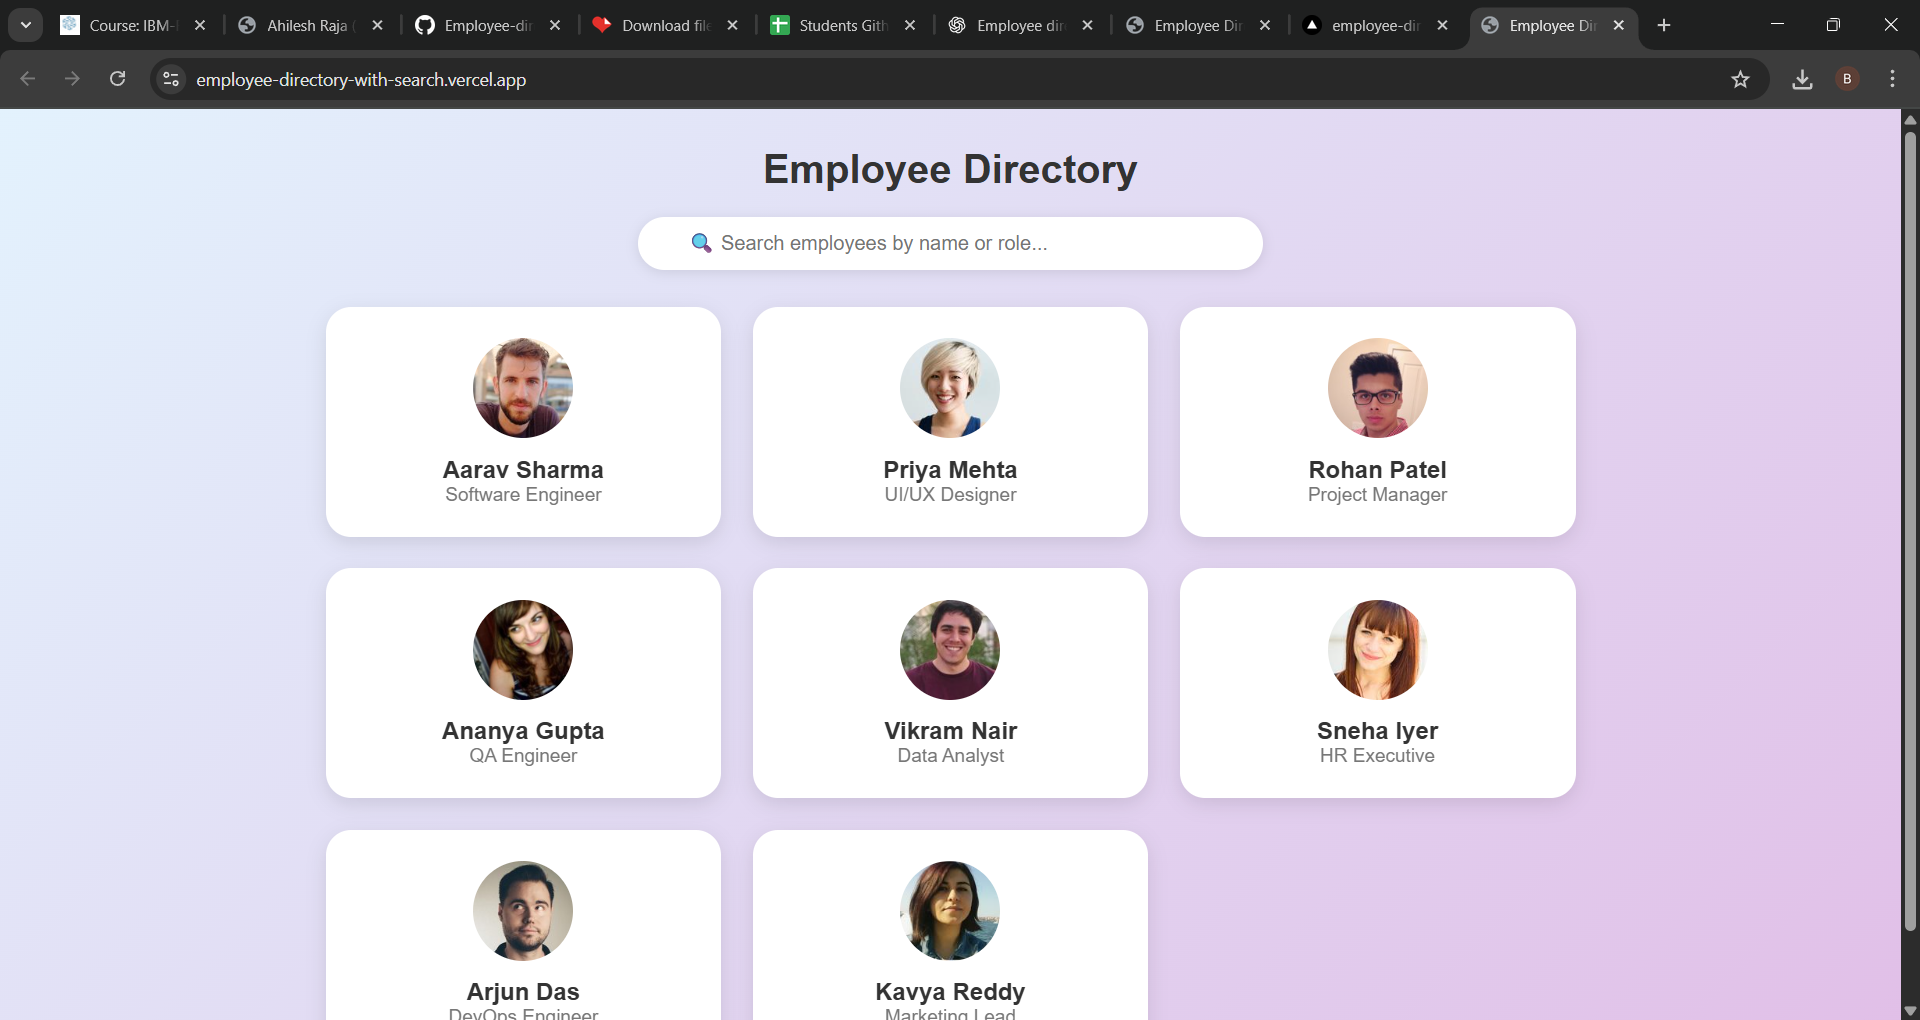 Course: IBM-
Ahilesh Raja (
Employee-dir
Download file
Students Gith
Employee dire
Employee Dir
employee-dir
Employee Dir
employee-directory-with-search.vercel.app
B
Employee Directory
Search employees by name or role...
Aarav Sharma
Software Engineer
Priya Mehta
UI/UX Designer
Rohan Patel
Project Manager
Ananya Gupta
QA Engineer
Vikram Nair
Data Analyst
Sneha Iyer
HR Executive
Arjun Das
DevOps Engineer
Kavya Reddy
Marketing Lead